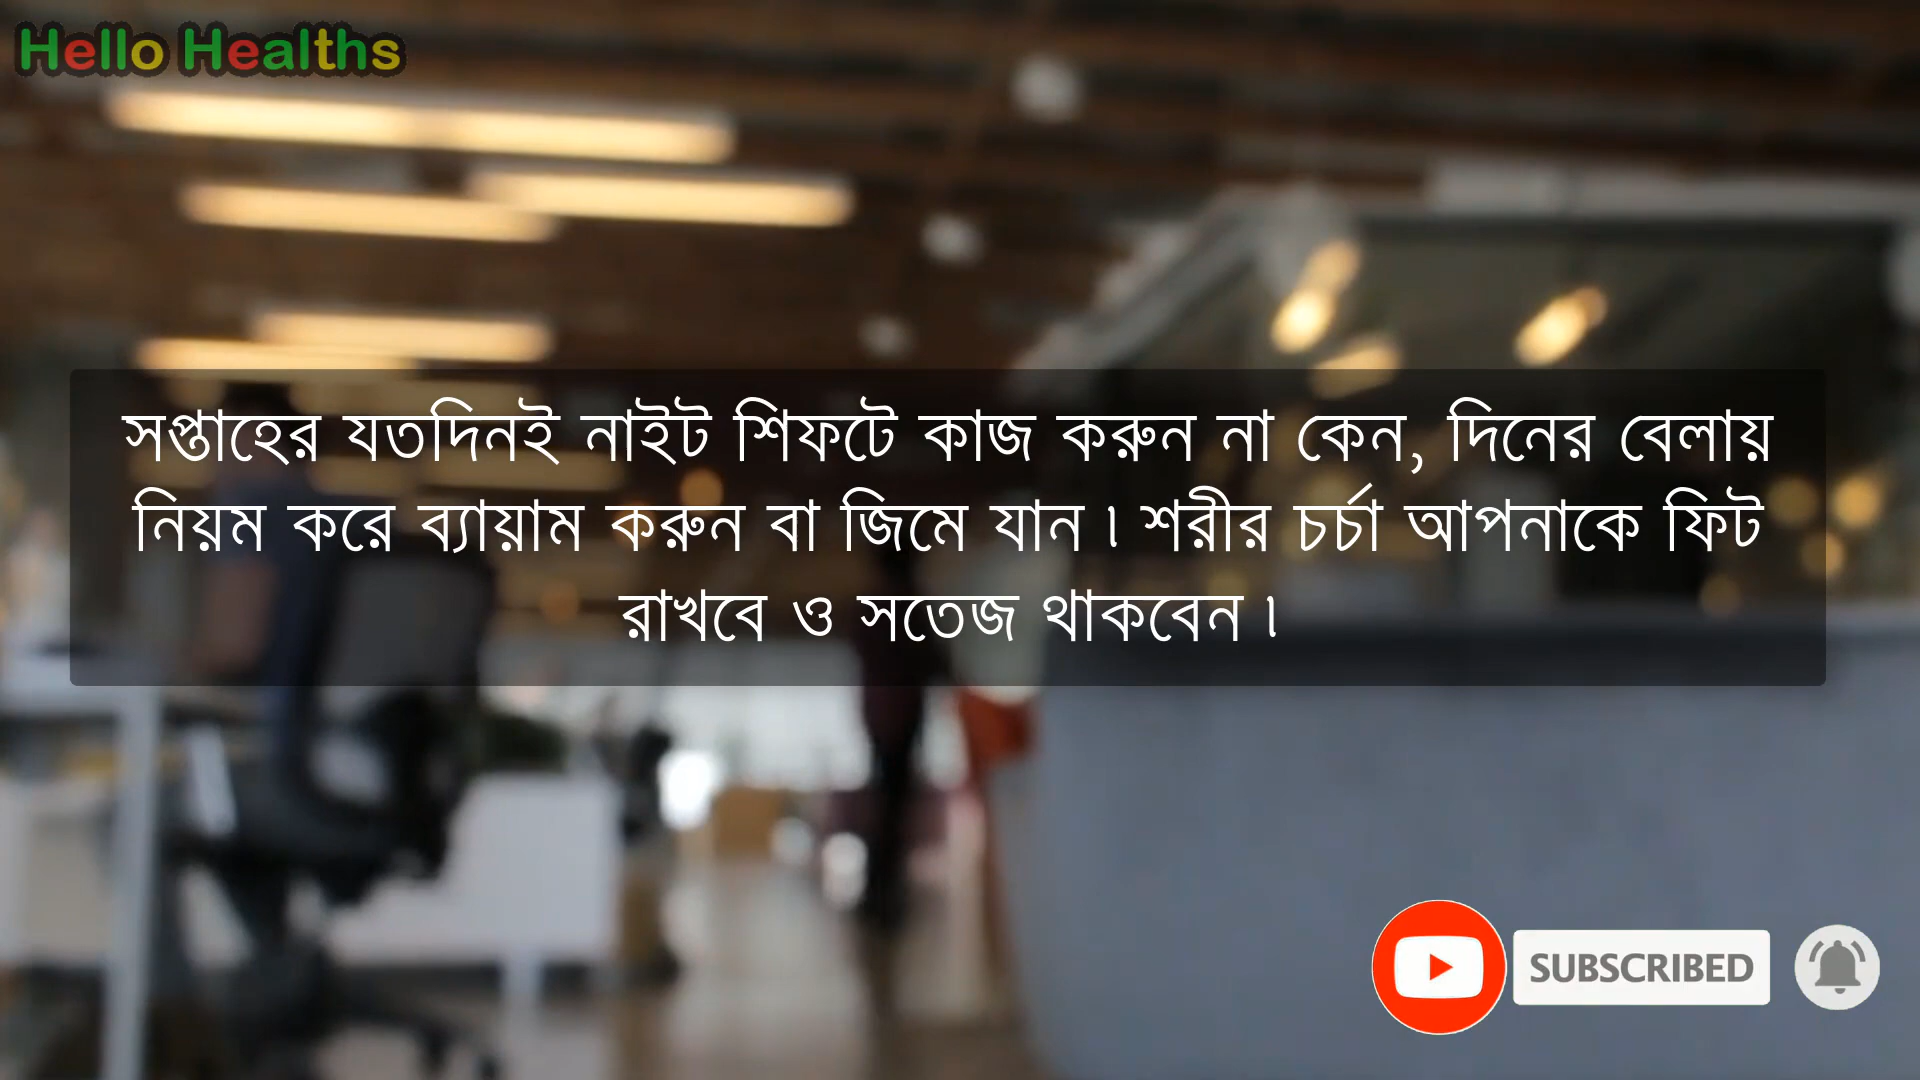 Hello Healths
সপ্তাহের যতদিনই নাইট শিফটে কাজ করুন না কেন, দিনের বেলায়
নিয়ম করে ব্যায়াম করুন বা জিমে যান ৷ শরীর চর্চা আপনাকে ফিট
রাখবে ও সতেজ থাকবেন ৷
SUBSCRIBED